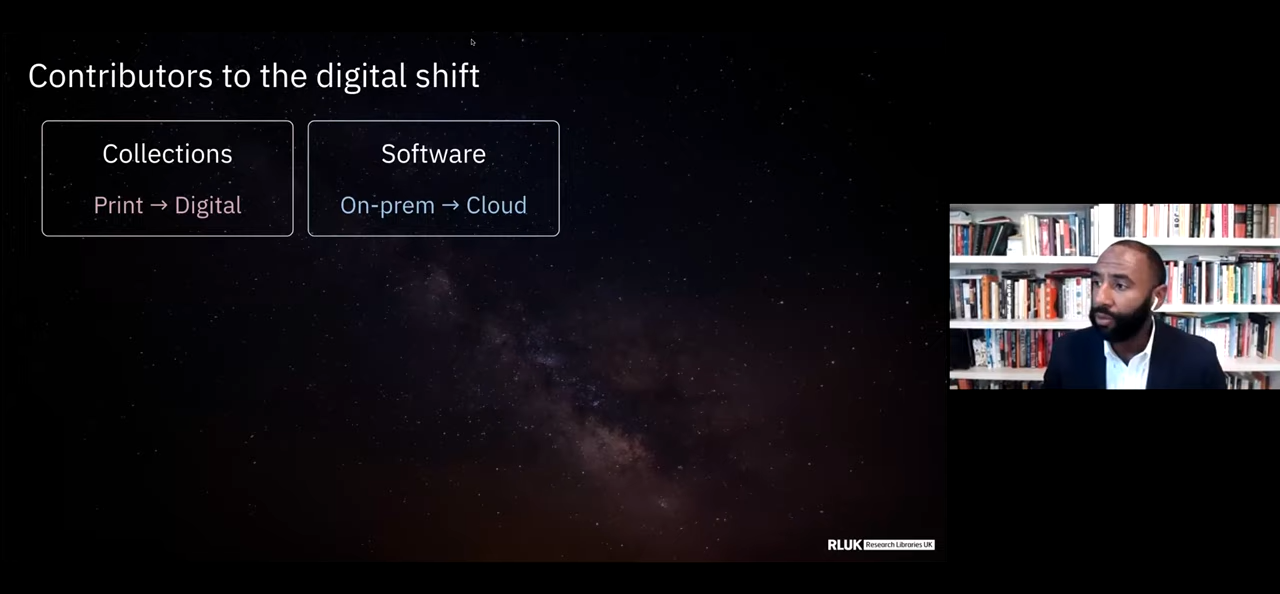 Contributors to the digital shift
Collections
Print → Digital
Software
On-prem → Cloud
RLUK Research Libraries UK